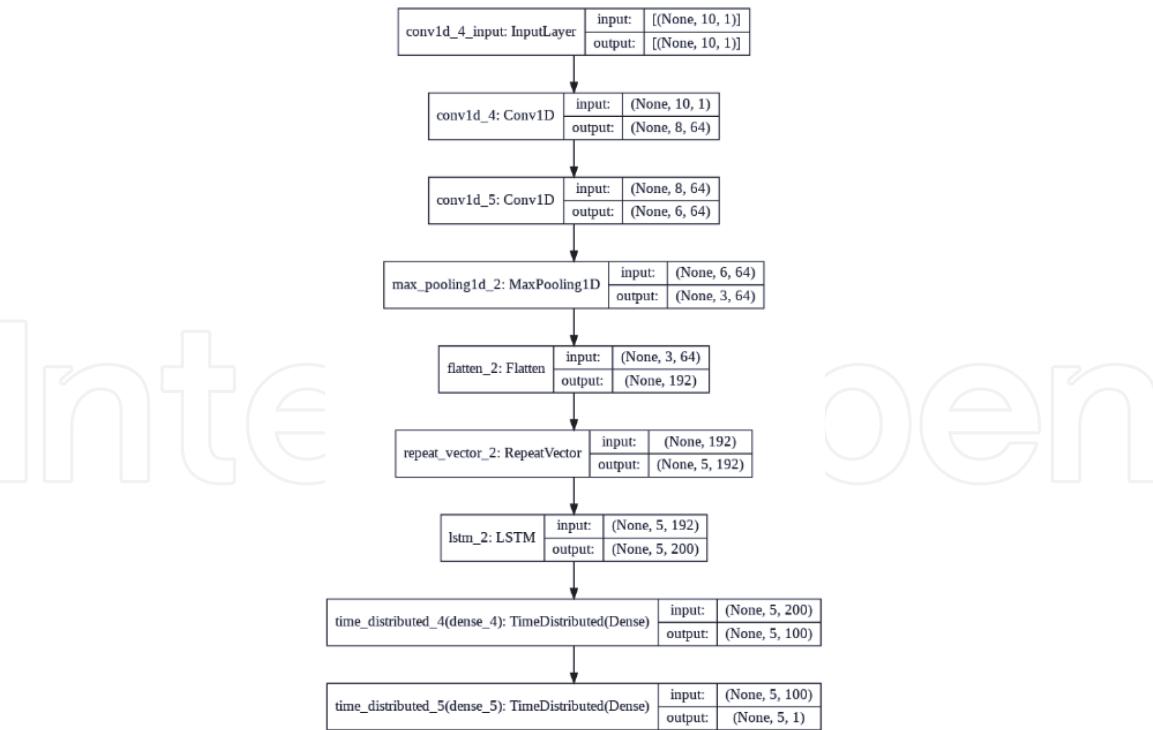 conv1d_4_input: InputLayer
input: [(None, 10, 1)]
output: [(None, 10, 1)]
conv1d_4: Conv1D
input: (None, 10, 1)
output: (None, 8, 64)
conv1d_5: Conv1D
input: (None, 8, 64)
output: (None, 6, 64)
max_pooling1d_2: MaxPooling1D
input: (None, 6, 64)
output: (None, 3, 64)
flatten_2: Flatten
input: (None, 3, 64)
output: (None, 192)
repeat_vector_2: RepeatVector
input: (None, 192)
output: (None, 5, 192)
lstm_2: LSTM
input: (None, 5, 192)
output: (None, 5, 200)
time_distributed_4(dense_4): TimeDistributed(Dense)
input: (None, 5, 200)
output: (None, 5, 100)
time_distributed_5(dense_5): TimeDistributed(Dense)
input: (None, 5, 100)
output: (None, 5, 1)
Inte
pen